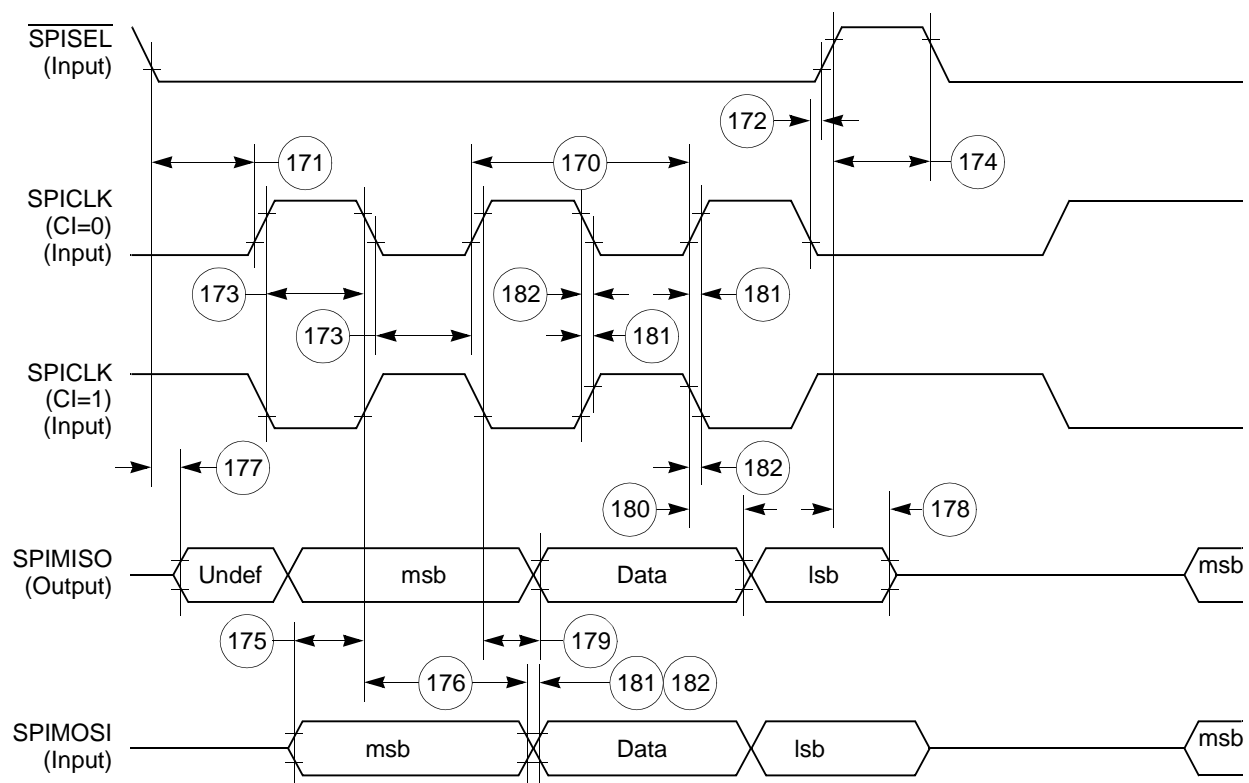 SPISEL
(Input)
172
171
170
174
SPICLK
(CI=0)
(Input)
173
182
181
173
181
SPICLK
(CI=1)
(Input)
177
182
180
178
SPIMISO
(Output)
Undef
msb
Data
lsb
msb
175
179
176
181
182
SPIMOSI
(Input)
msb
Data
lsb
msb